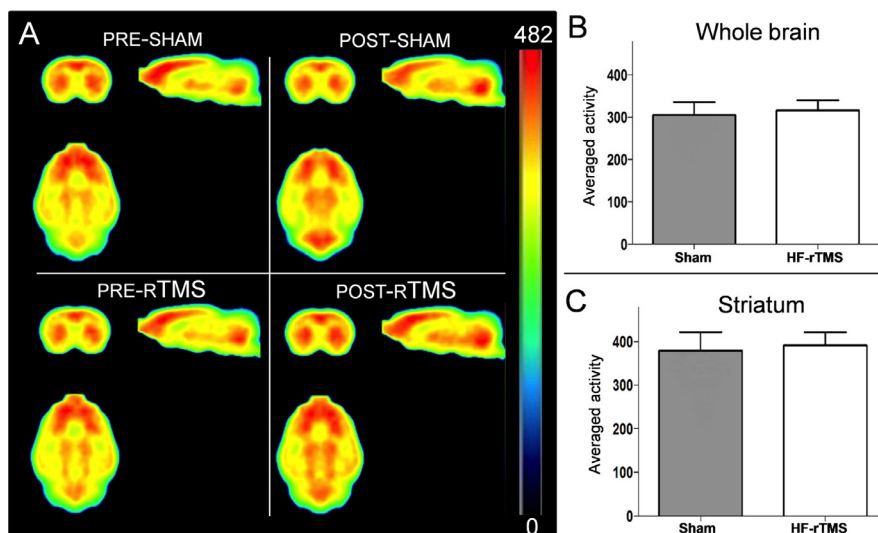 A
PRE-SHAM
POST-SHAM
482
PRE-RTMS
POST-RTMS
0
B
Whole brain
Averaged activity
400
300
200
100
0
Sham HF-rTMS
C
Striatum
Averaged activity
400
300
200
100
0
Sham HF-rTMS